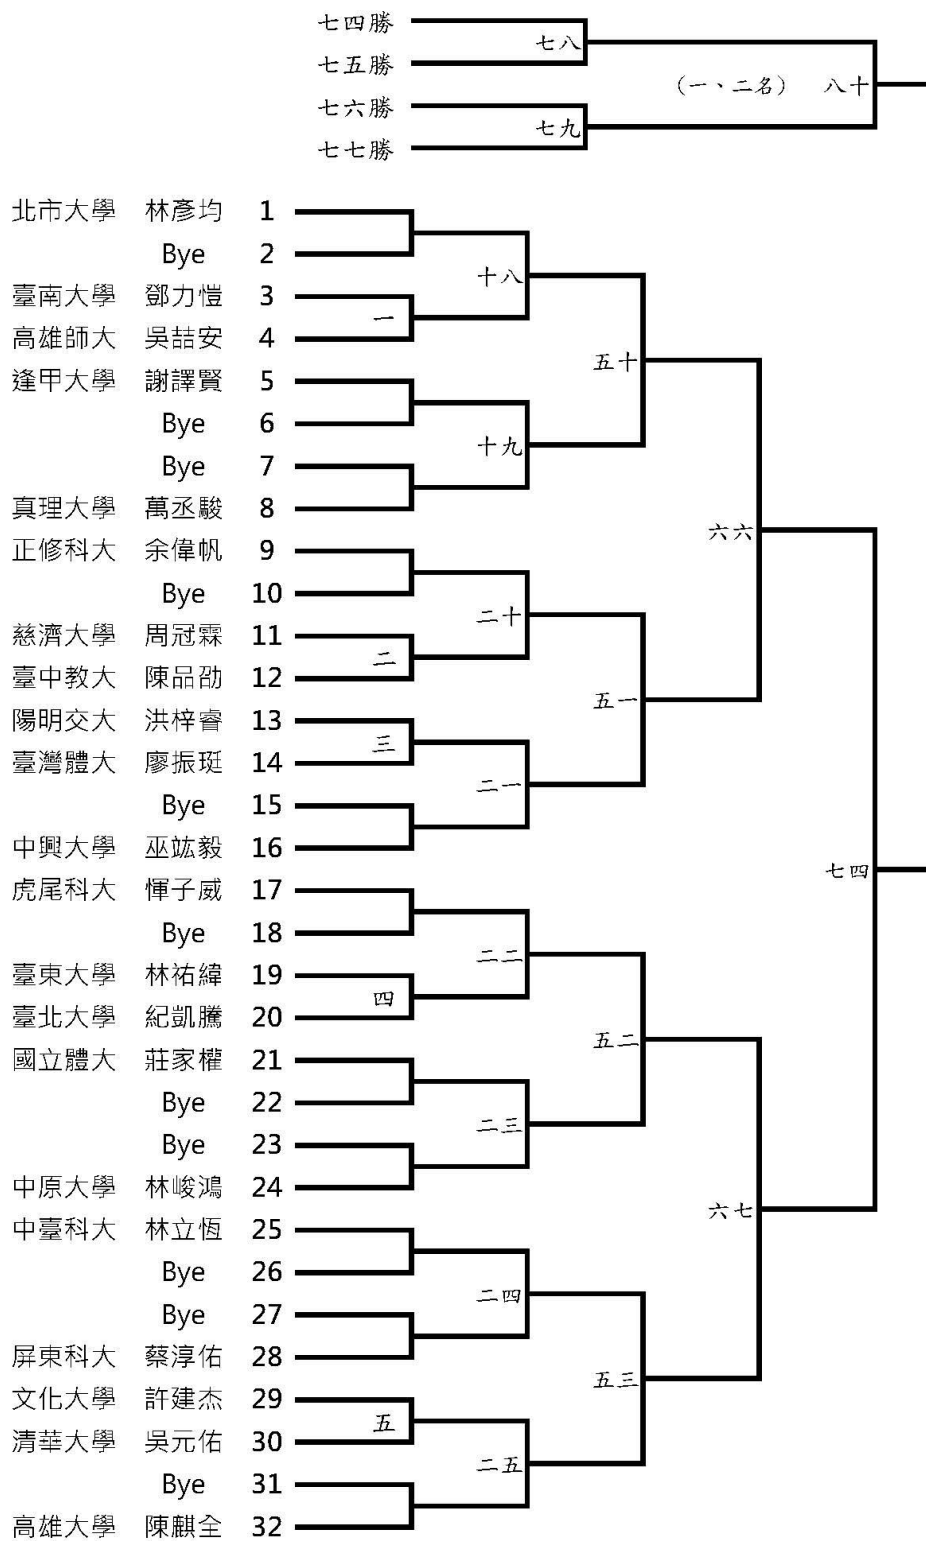 七四勝
七八
七五勝
（一、二名） 八十
七六勝
七九
七七勝
北市大學 林彥均 1
Bye 2
十八
臺南大學 鄧力愷 3
一
高雄師大 吳喆安 4
五十
逢甲大學 謝譯賢 5
Bye 6
十九
Bye 7
真理大學 萬丞駿 8
六六
正修科大 余偉帆 9
Bye 10
二十
慈濟大學 周冠霖 11
二
臺中教大 陳品劭 12
五一
陽明交大 洪梓睿 13
三
臺灣體大 廖振珽 14
二一
Bye 15
中興大學 巫竑毅 16
七四
虎尾科大 惲子威 17
Bye 18
二二
臺東大學 林祐緯 19
四
臺北大學 紀凱騰 20
五二
國立體大 莊家權 21
Bye 22
二三
Bye 23
中原大學 林峻鴻 24
六七
中臺科大 林立恆 25
Bye 26
二四
Bye 27
屏東科大 蔡淳佑 28
五三
文化大學 許建杰 29
五
清華大學 吳元佑 30
二五
Bye 31
高雄大學 陳麒全 32